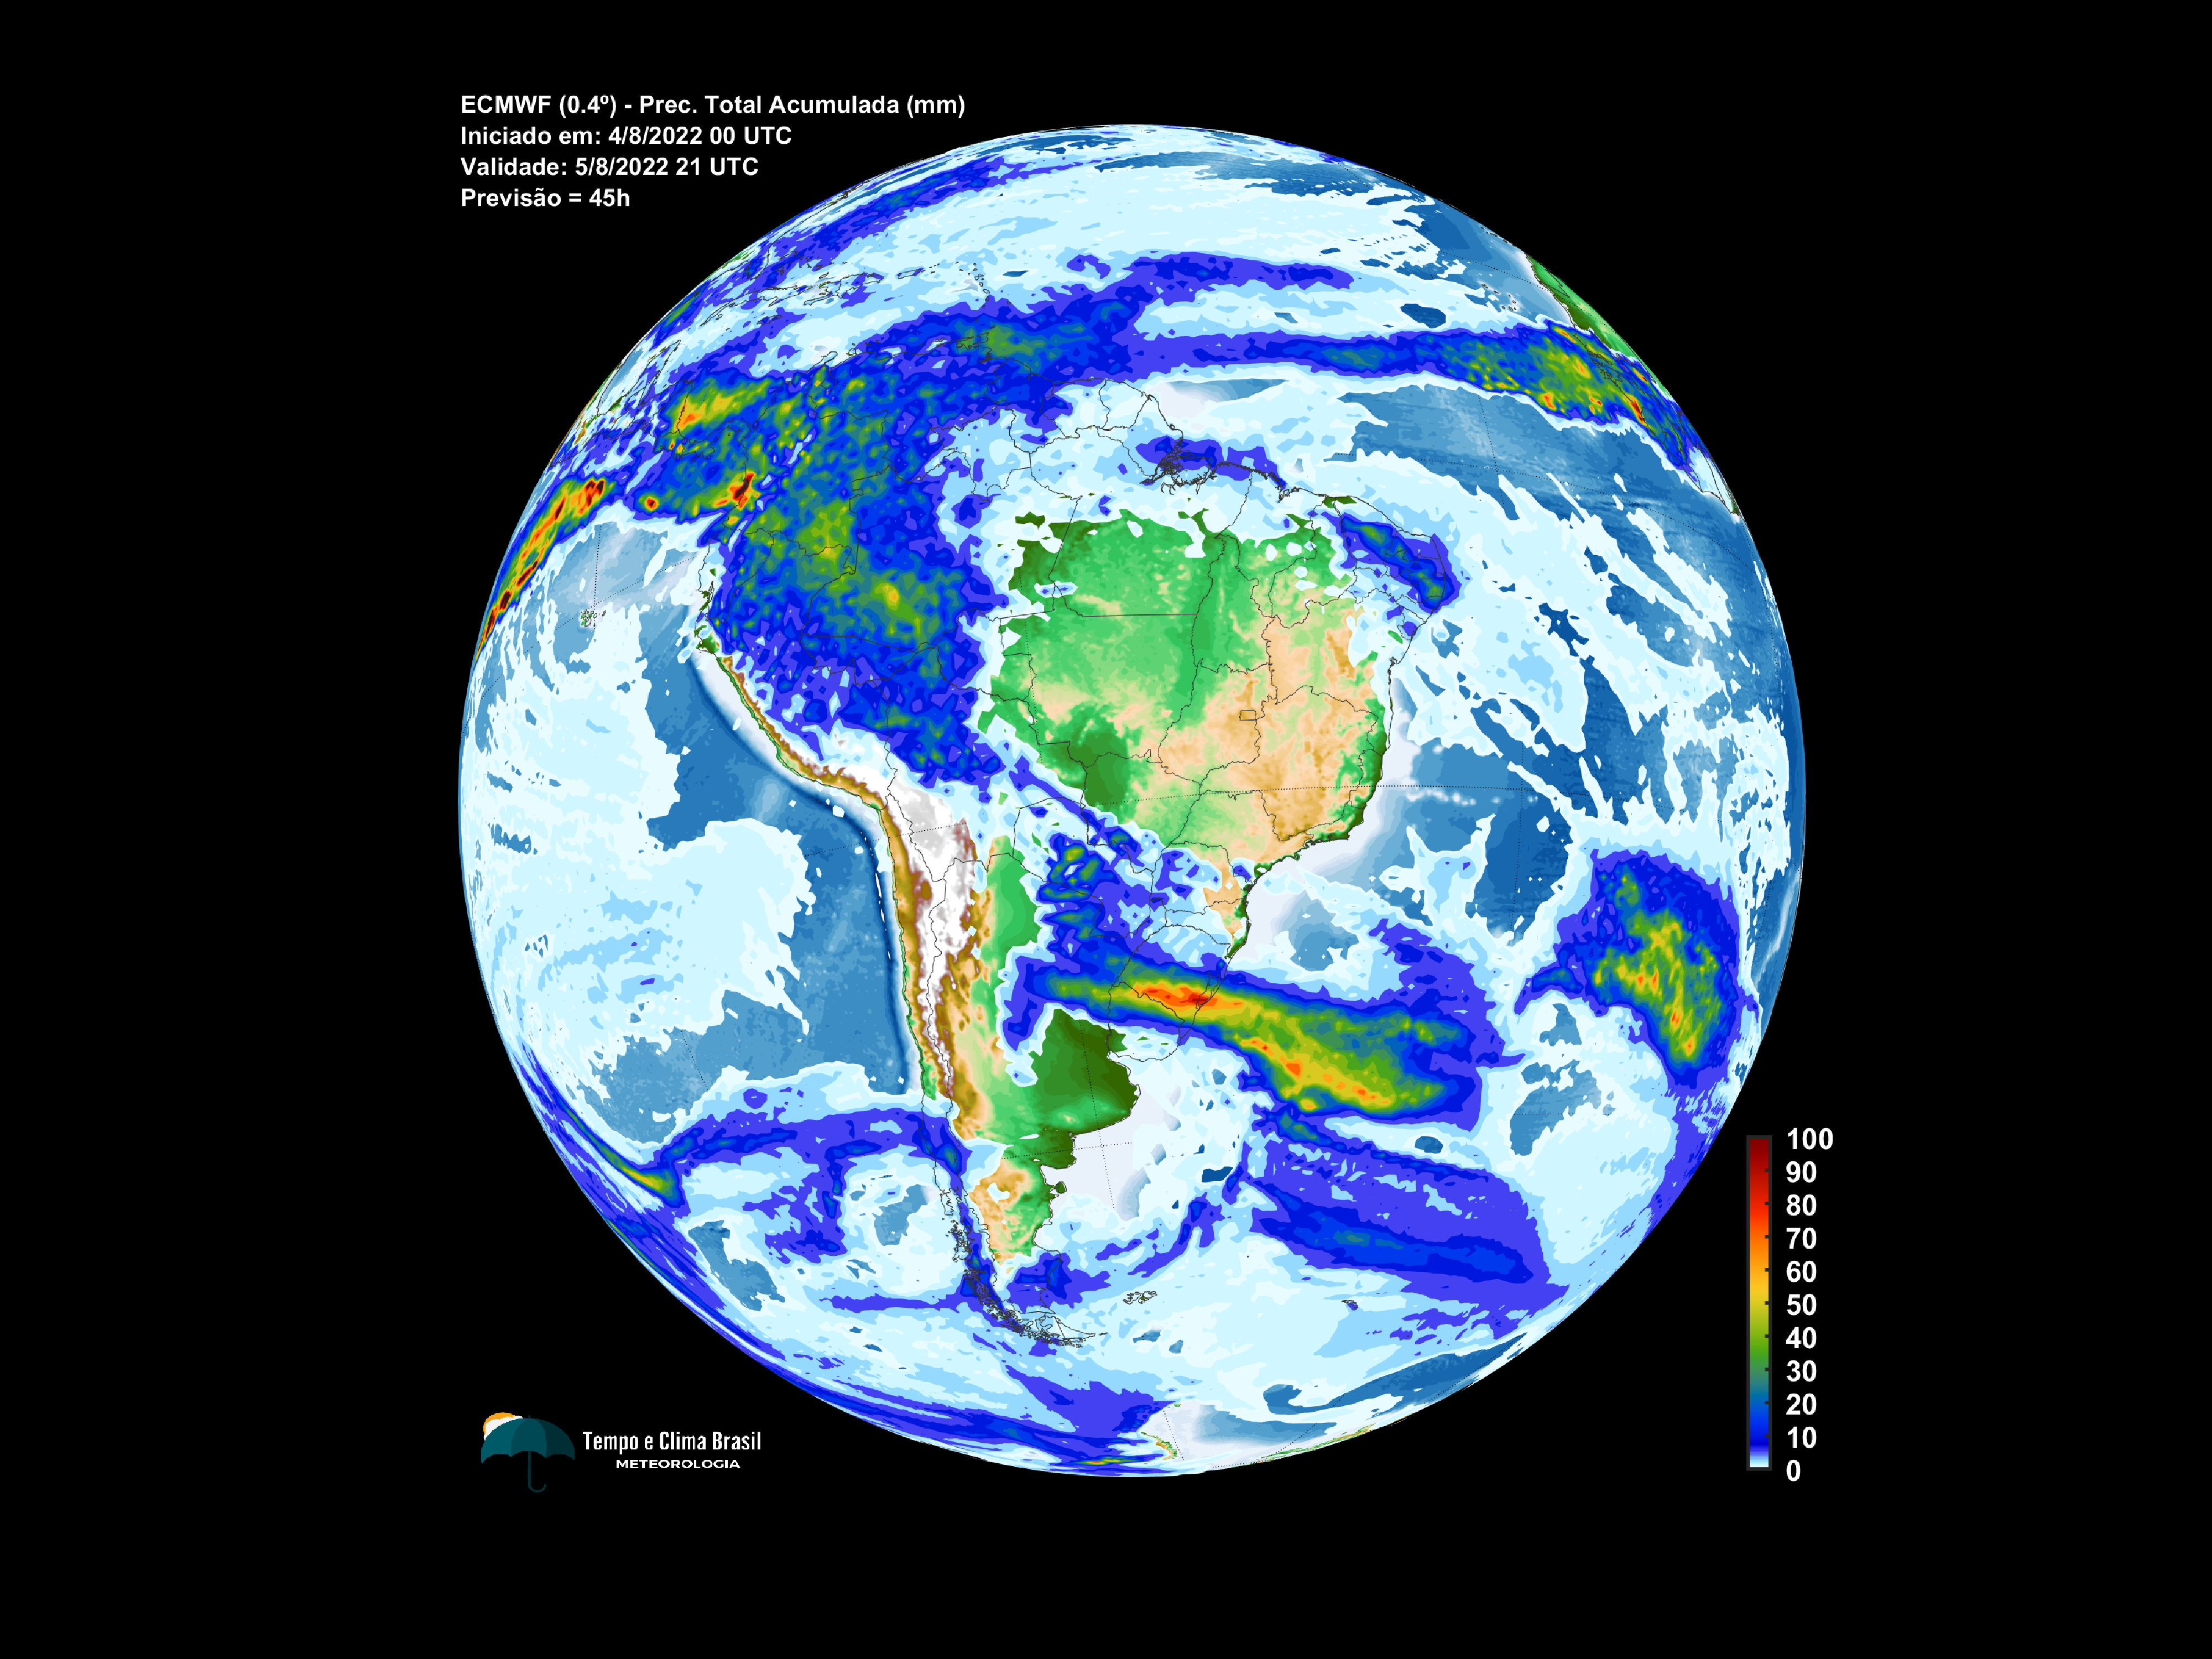 ECMWF (0.4º) - Prec. Total Acumulada (mm)
Iniciado em: 4/8/2022 00 UTC
Validade: 5/8/2022 21 UTC
Previsão = 45h
100
90
80
70
60
50
40
30
20
10
0
Tempo e Clima Brasil
METEOROLOGIA